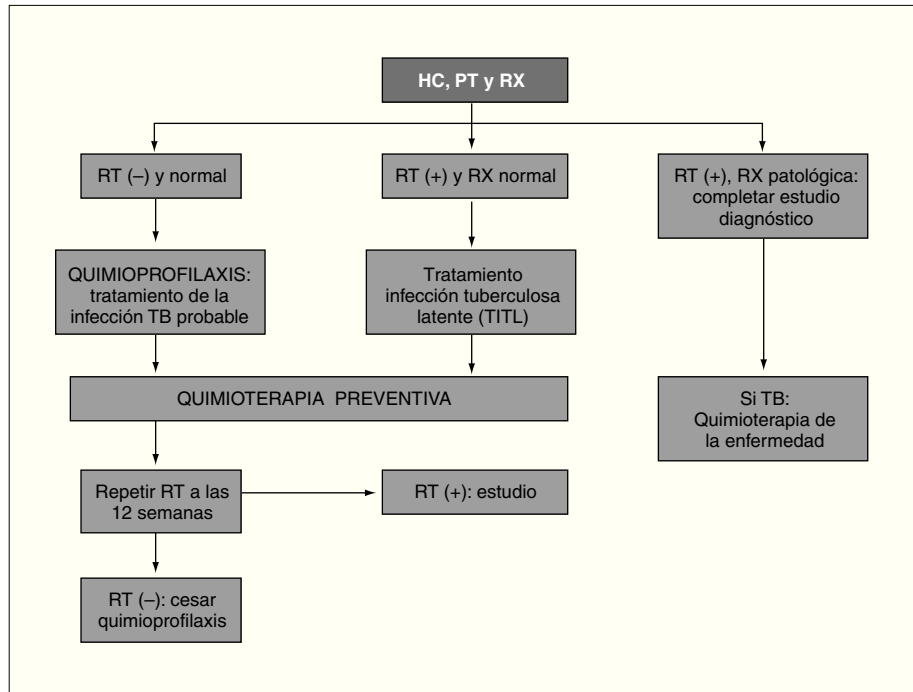 HC, PT y RX
RT (–) y normal
RT (+) y RX normal
RT (+), RX patológica:
completar estudio
diagnóstico
QUIMIOPROFILAXIS:
tratamiento de la
infección TB probable
Tratamiento
infección tuberculosa
latente (TITL)
QUIMIOTERAPIA PREVENTIVA
Si TB:
Quimioterapia de
la enfermedad
Repetir RT a las
12 semanas
RT (+): estudio
RT (–): cesar
quimioprofilaxis